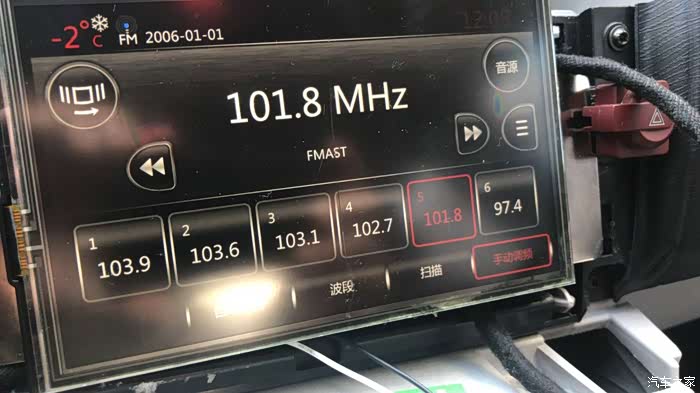 -2°C FM 2006-01-01
音源
101.8 MHz
FMAST
1 103.9
2 103.6
3 103.1
4 102.7
5 101.8
6 97.4
波段
扫描
手动调频
汽车之家